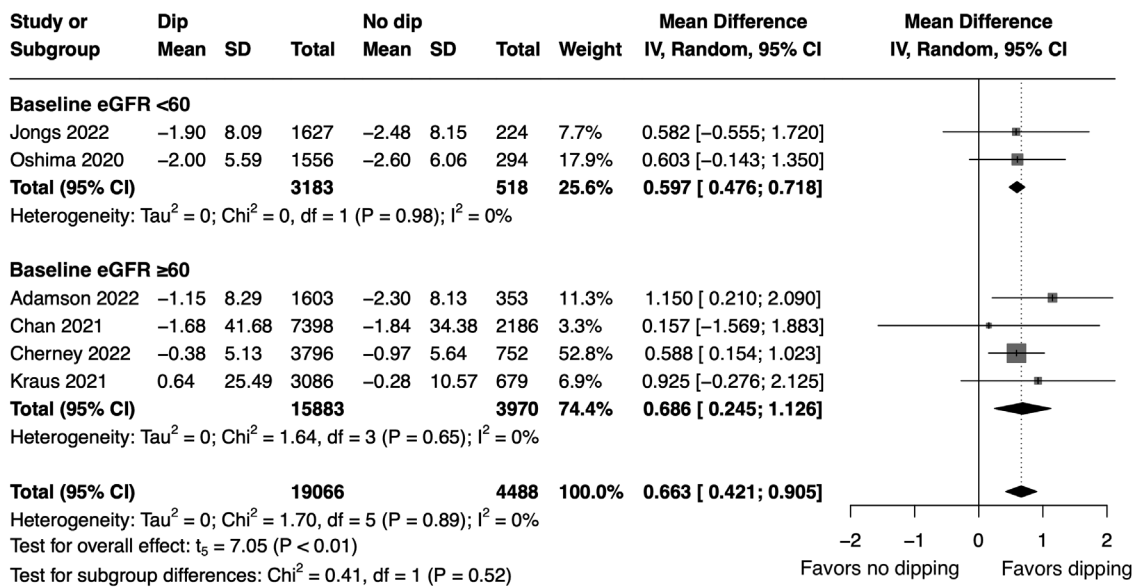 Study or Dip No dip Mean Difference Mean Difference
Subgroup Mean SD Total Mean SD Total Weight IV, Random, 95% CI IV, Random, 95% CI
Baseline eGFR <60
Jongs 2022 −1.90 8.09 1627 −2.48 8.15 224 7.7% 0.582 [−0.555; 1.720]
Oshima 2020 −2.00 5.59 1556 −2.60 6.06 294 17.9% 0.603 [−0.143; 1.350]
Total (95% CI) 3183 518 25.6% 0.597 [ 0.476; 0.718]
Heterogeneity: Tau² = 0; Chi² = 0, df = 1 (P = 0.98); I² = 0%
Baseline eGFR ≥60
Adamson 2022 −1.15 8.29 1603 −2.30 8.13 353 11.3% 1.150 [ 0.210; 2.090]
Chan 2021 −1.68 41.68 7398 −1.84 34.38 2186 3.3% 0.157 [−1.569; 1.883]
Cherney 2022 −0.38 5.13 3796 −0.97 5.64 752 52.8% 0.588 [ 0.154; 1.023]
Kraus 2021 0.64 25.49 3086 −0.28 10.57 679 6.9% 0.925 [−0.276; 2.125]
Total (95% CI) 15883 3970 74.4% 0.686 [ 0.245; 1.126]
Heterogeneity: Tau² = 0; Chi² = 1.64, df = 3 (P = 0.65); I² = 0%
Total (95% CI) 19066 4488 100.0% 0.663 [ 0.421; 0.905]
Heterogeneity: Tau² = 0; Chi² = 1.70, df = 5 (P = 0.89); I² = 0%
Test for overall effect: t₅ = 7.05 (P < 0.01)
Test for subgroup differences: Chi² = 0.41, df = 1 (P = 0.52)
−2 −1 0 1 2
Favors no dipping Favors dipping